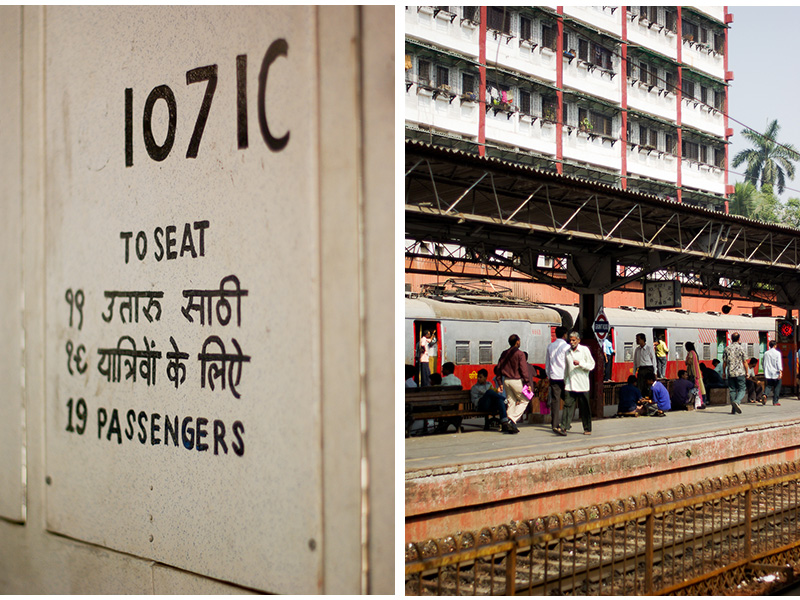 1071C
TO SEAT
१९ उतारु साठी
१९ यात्रिवों के लिऐ
19 PASSENGERS